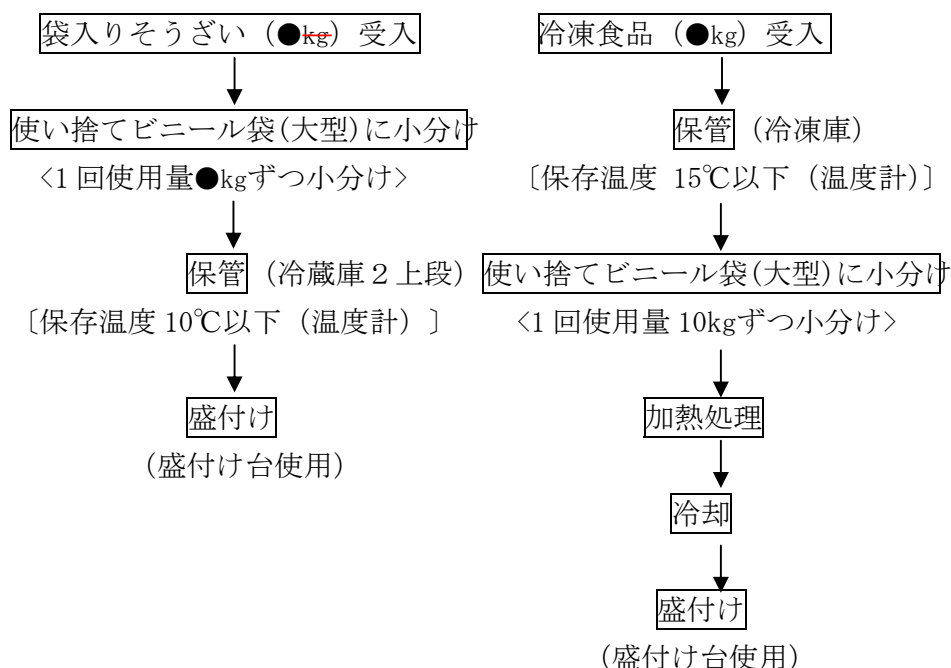 袋入りそうざい（●kg）受入
使い捨てビニール袋(大型)に小分け
<1 回使用量●kgずつ小分け>
保管（冷蔵庫２上段）
〔保存温度 10℃以下（温度計）〕
盛付け
(盛付け台使用)
冷凍食品（●kg）受入
保管（冷凍庫）
〔保存温度 15℃以下（温度計)〕
使い捨てビニール袋(大型)に小分け
<1 回使用量 10kgずつ小分け>
加熱処理
冷却
盛付け
(盛付け台使用)